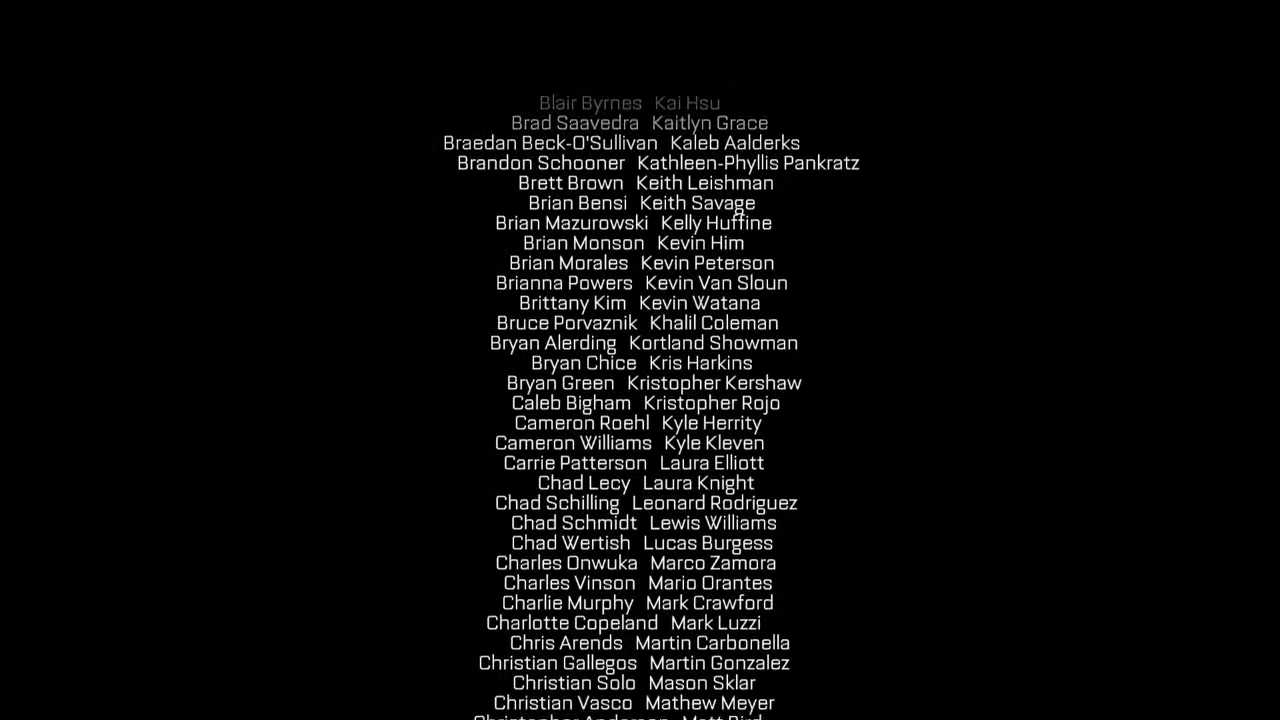 Blair Byrnes Kai Hsu
Brad Saavedra Kaitlyn Grace
Braedan Beck-O'Sullivan Kaleb Aalderks
Brandon Schooner Kathleen-Phyllis Pankratz
Brett Brown Keith Leishman
Brian Bensi Keith Savage
Brian Mazurowski Kelly Huffine
Brian Monson Kevin Him
Brian Morales Kevin Peterson
Brianna Powers Kevin Van Sloun
Brittany Kim Kevin Watana
Bruce Porvaznik Khalil Coleman
Bryan Alerding Kortland Showman
Bryan Chice Kris Harkins
Bryan Green Kristopher Kershaw
Caleb Bigham Kristopher Rojo
Cameron Roehl Kyle Herrity
Cameron Williams Kyle Kleven
Carrie Patterson Laura Elliott
Chad Lecy Laura Knight
Chad Schilling Leonard Rodriguez
Chad Schmidt Lewis Williams
Chad Wertish Lucas Burgess
Charles Onwuka Marco Zamora
Charles Vinson Mario Orantes
Charlie Murphy Mark Crawford
Charlotte Copeland Mark Luzzi
Chris Arends Martin Carbonella
Christian Gallegos Martin Gonzalez
Christian Solo Mason Sklar
Christian Vasco Mathew Meyer
Christopher Anderson Matt Bird